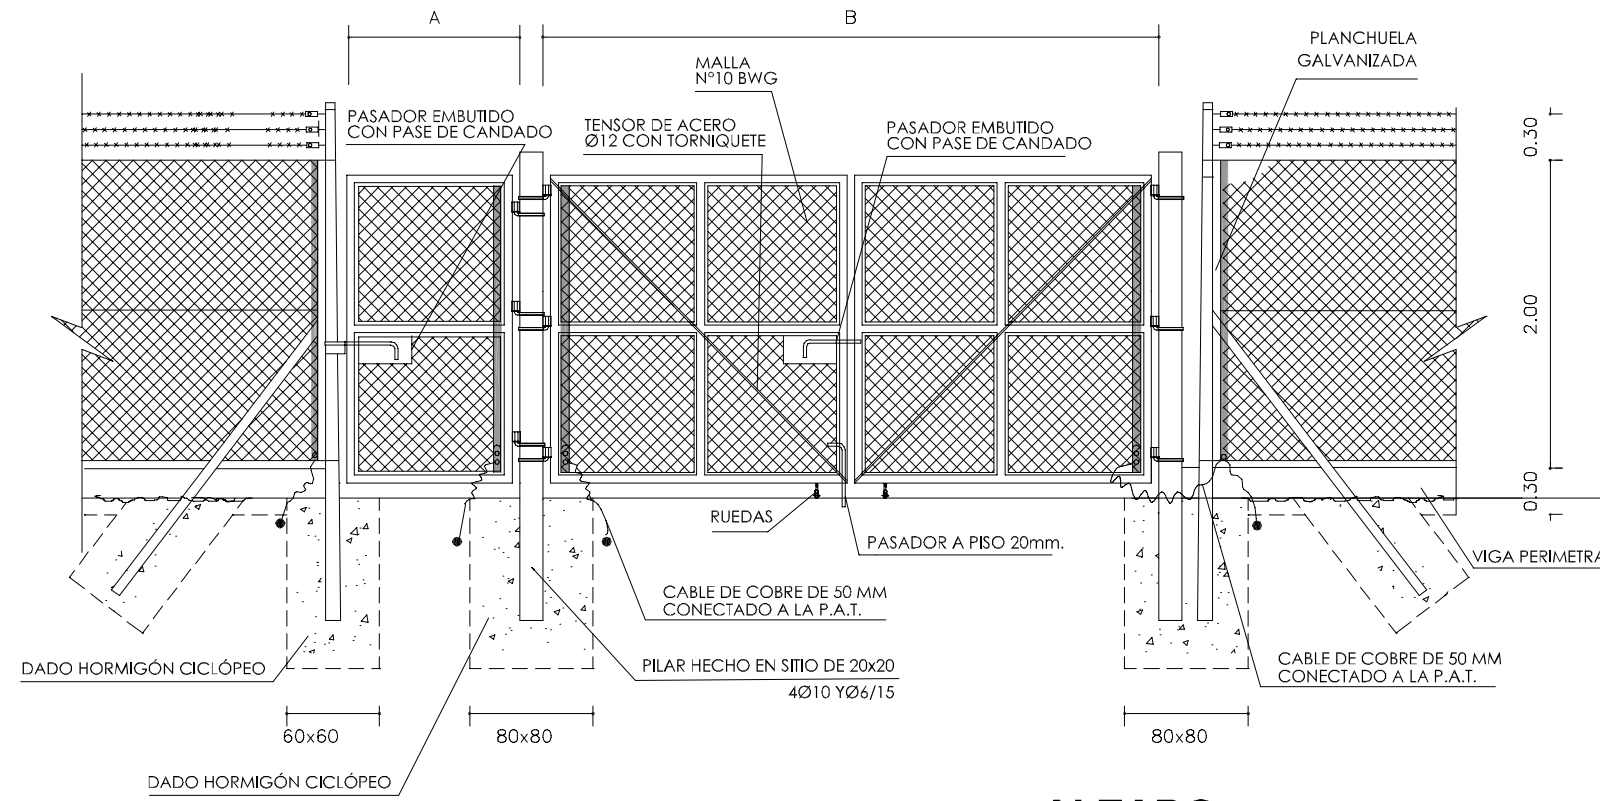 A
B
PLANCHUELA
GALVANIZADA
MALLA
N°10 BWG
PASADOR EMBUTIDO
CON PASE DE CANDADO
TENSOR DE ACERO
Ø12 CON TORNIQUETE
PASADOR EMBUTIDO
CON PASE DE CANDADO
0.30
2.00
0.30
RUEDAS
PASADOR A PISO 20mm.
VIGA PERIMETRA
CABLE DE COBRE DE 50 MM
CONECTADO A LA P.A.T.
DADO HORMIGÓN CICLÓPEO
PILAR HECHO EN SITIO DE 20x20
4Ø10 YØ6/15
CABLE DE COBRE DE 50 MM
CONECTADO A LA P.A.T.
60x60
80x80
80x80
DADO HORMIGÓN CICLÓPEO